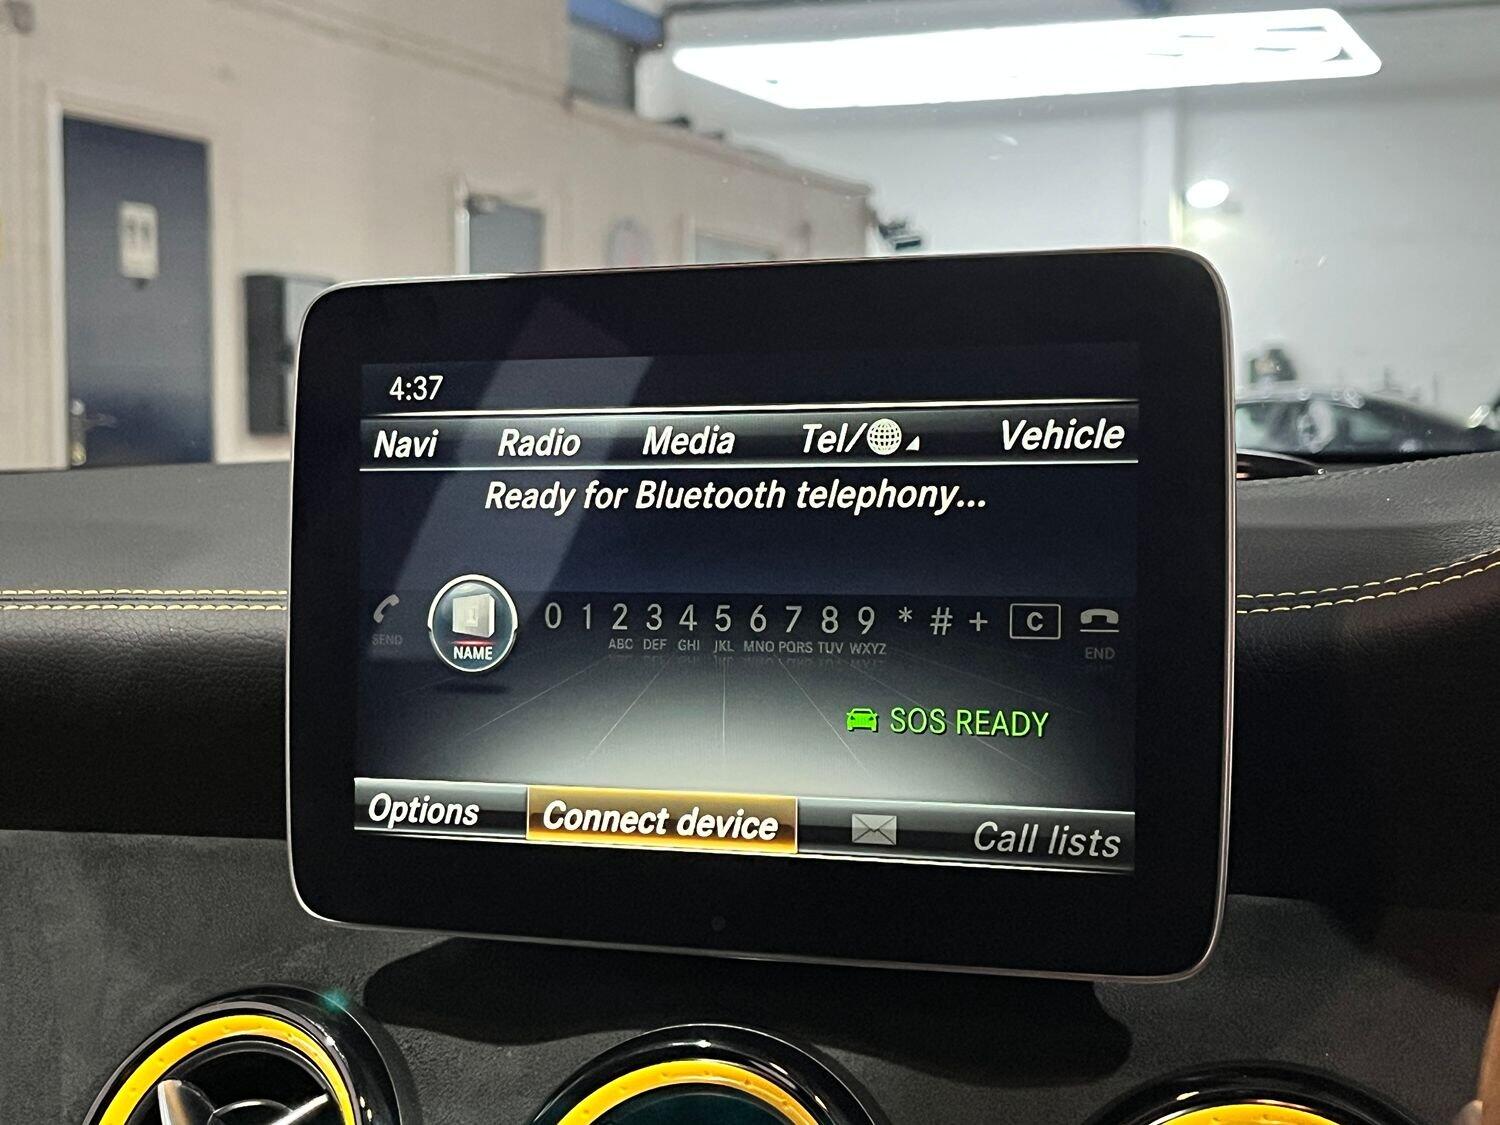 4:37
Navi Radio Media Tel/ Vehicle
Ready for Bluetooth telephony...
SEND NAME 0 1 2 3 4 5 6 7 8 9 * # + C END
ABC DEF GHI JKL MNO PQRS TUV WXYZ
SOS READY
Options Connect device Call lists